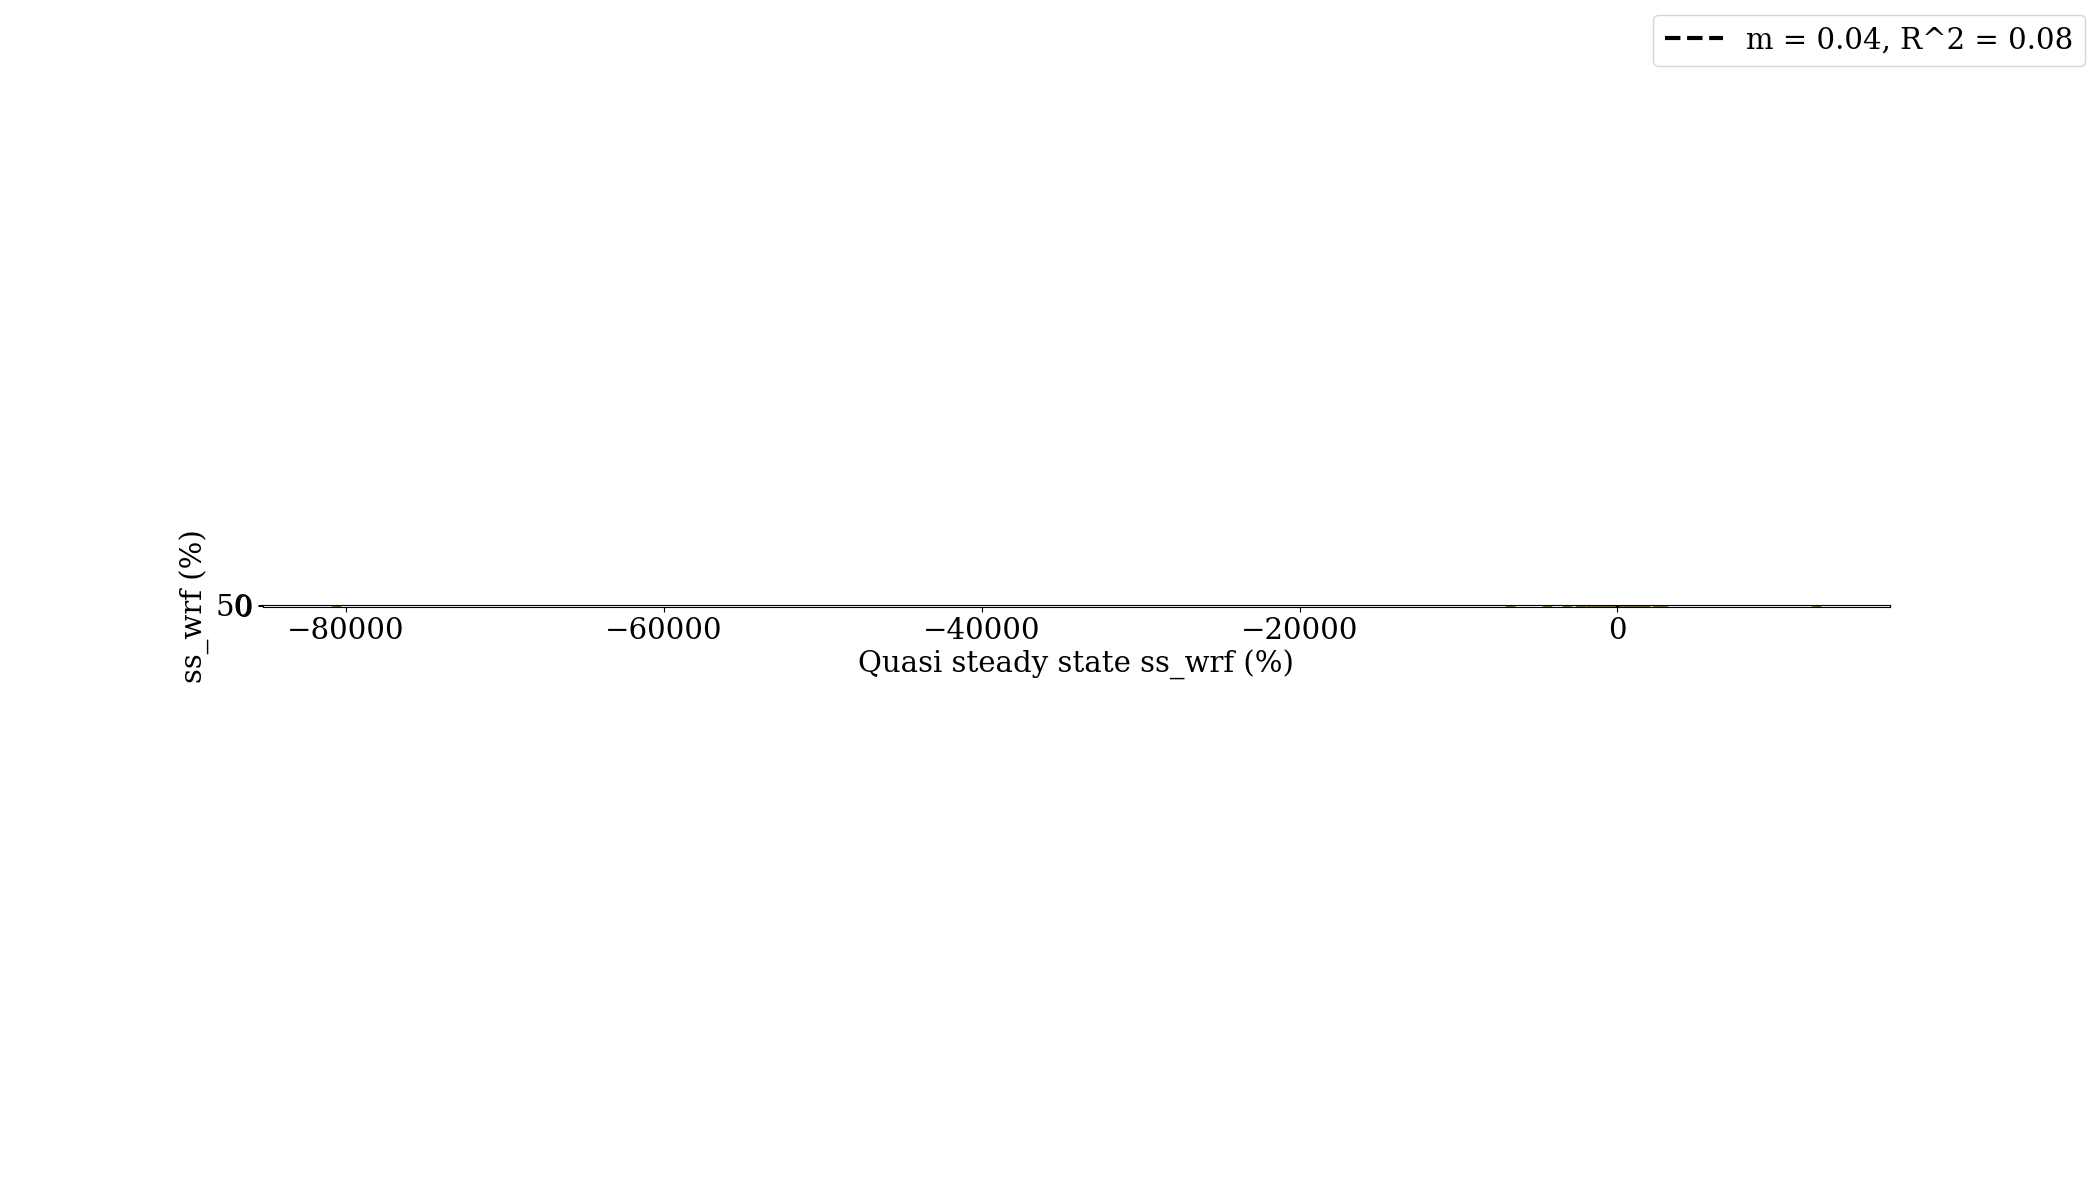 m = 0.04, R^2 = 0.08
ss_wrf (%)
50
0
−80000
−60000
−40000
−20000
0
Quasi steady state ss_wrf (%)